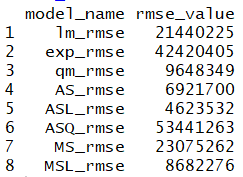 model_name rmse_value
1 lm_rmse 21440225
2 exp_rmse 42420405
3 qm_rmse 9648349
4 AS_rmse 6921700
5 ASL_rmse 4623532
6 ASQ_rmse 53441263
7 MS_rmse 23075262
8 MSL_rmse 8682276